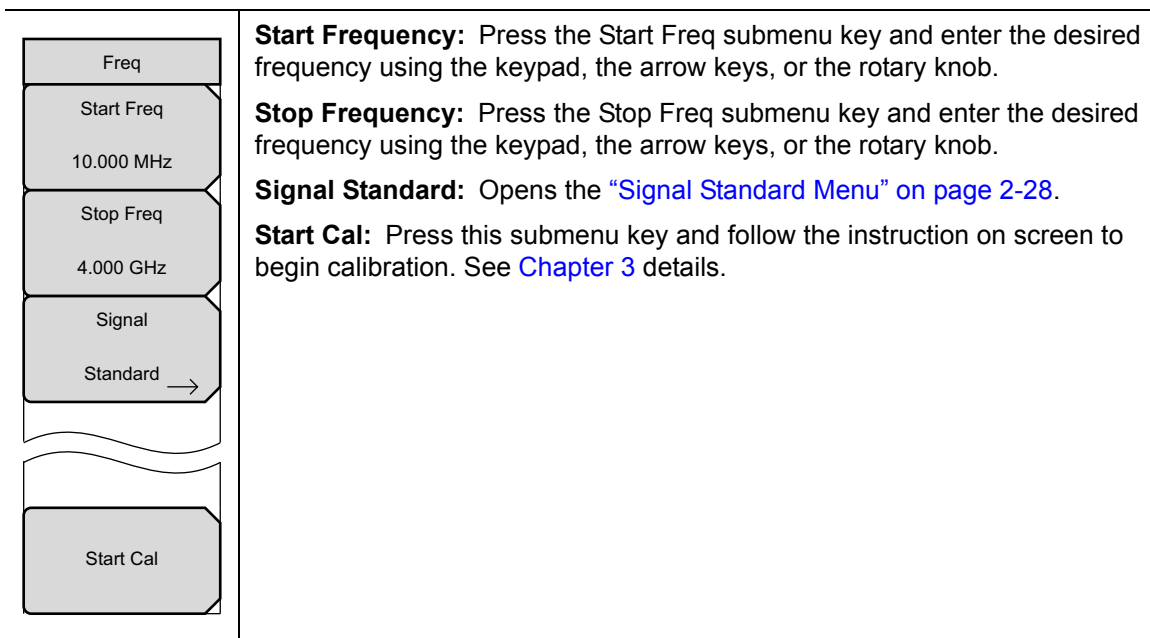 Freq
Start Freq
10.000 MHz
Stop Freq
4.000 GHz
Signal
Standard
Start Cal
Start Frequency: Press the Start Freq submenu key and enter the desired
frequency using the keypad, the arrow keys, or the rotary knob.
Stop Frequency: Press the Stop Freq submenu key and enter the desired
frequency using the keypad, the arrow keys, or the rotary knob.
Signal Standard: Opens the “Signal Standard Menu” on page 2-28.
Start Cal: Press this submenu key and follow the instruction on screen to
begin calibration. See Chapter 3 details.